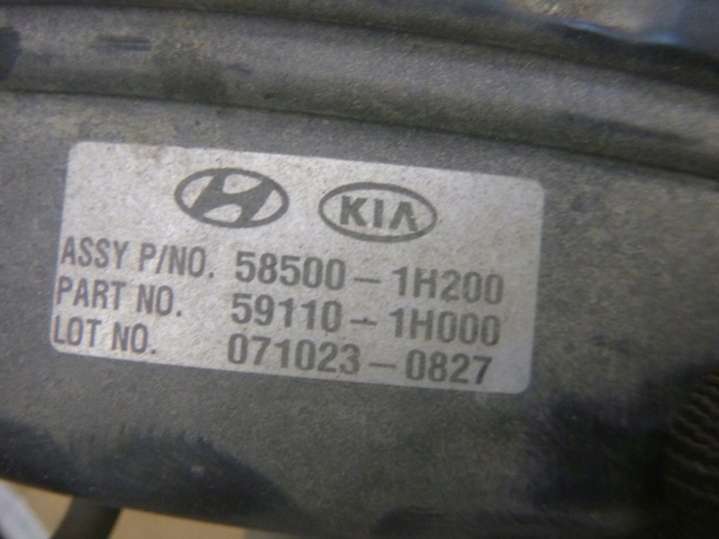 KIA
ASSY P/NO. 58500-1H200
PART NO. 59110-1H000
LOT NO. 071023-0827